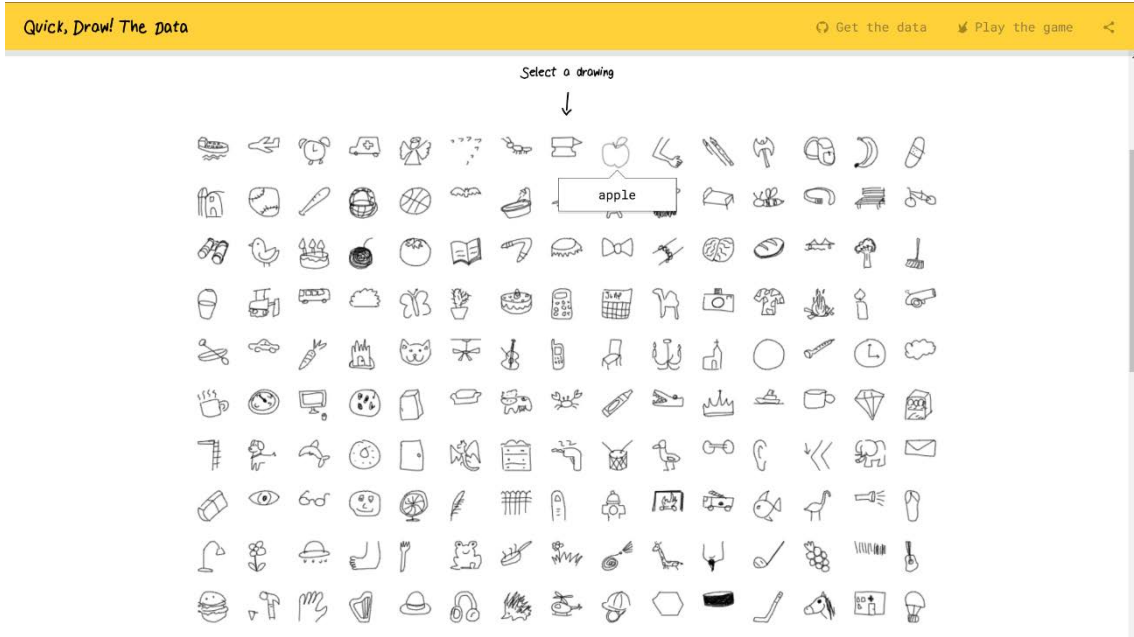 Quick, Draw! The Data
Get the data
Play the game
Select a drawing
apple